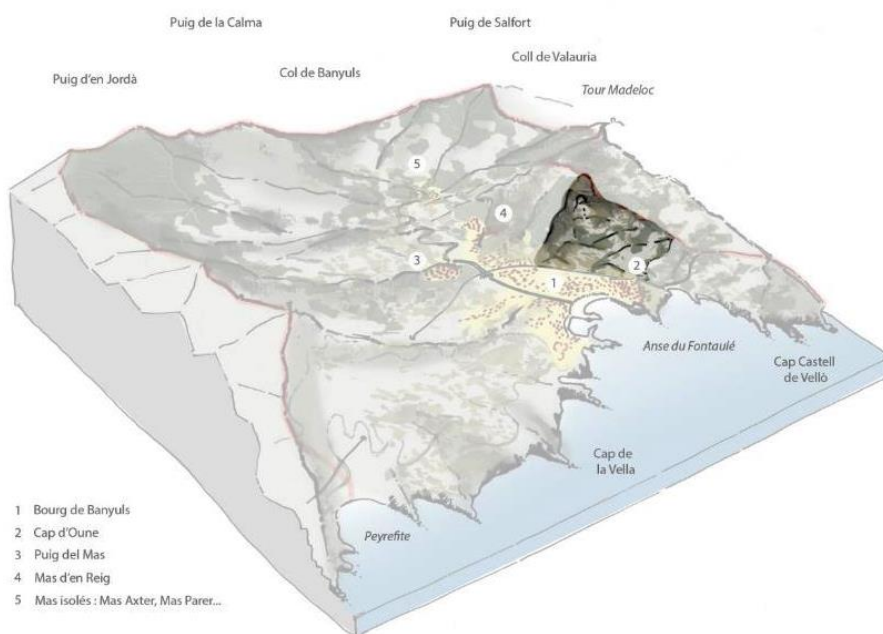 Puig de la Calma
Puig de Salfort
Puig d'en Jordà
Col de Banyuls
Coll de Valauria
Tour Madeloc
5
4
3
2
1
Anse du Fontaulé
Cap Castell
de Vellò
Cap de
la Vella
Peyrefite
1 Bourg de Banyuls
2 Cap d'Oune
3 Puig del Mas
4 Mas d'en Reig
5 Mas isolés : Mas Axter, Mas Parer...